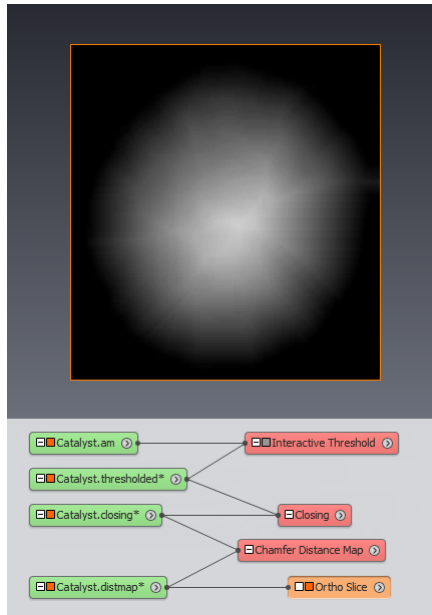 Catalyst.am
Interactive Threshold
Catalyst.thresholded*
Catalyst.closing*
Closing
Chamfer Distance Map
Catalyst.distmap*
Ortho Slice